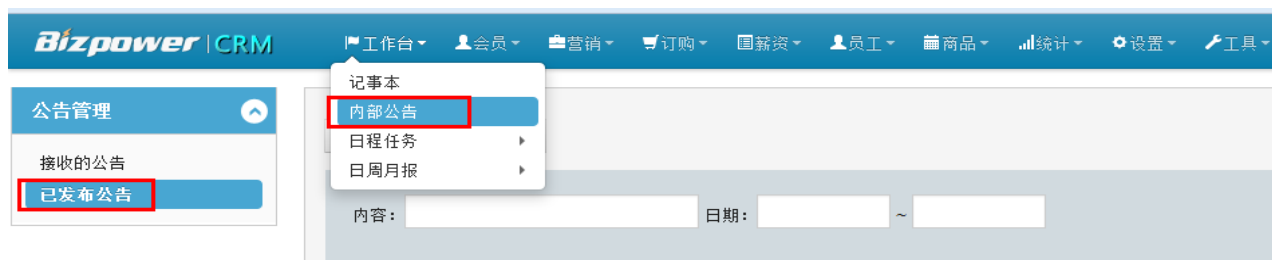 Bizpower | CRM 工作台 会员 营销 订购 薪资 员工 商品 统计 设置 工具
记事本
内部公告
日程任务
日周月报
公告管理
接收的公告
已发布公告
内容： 日期： ~